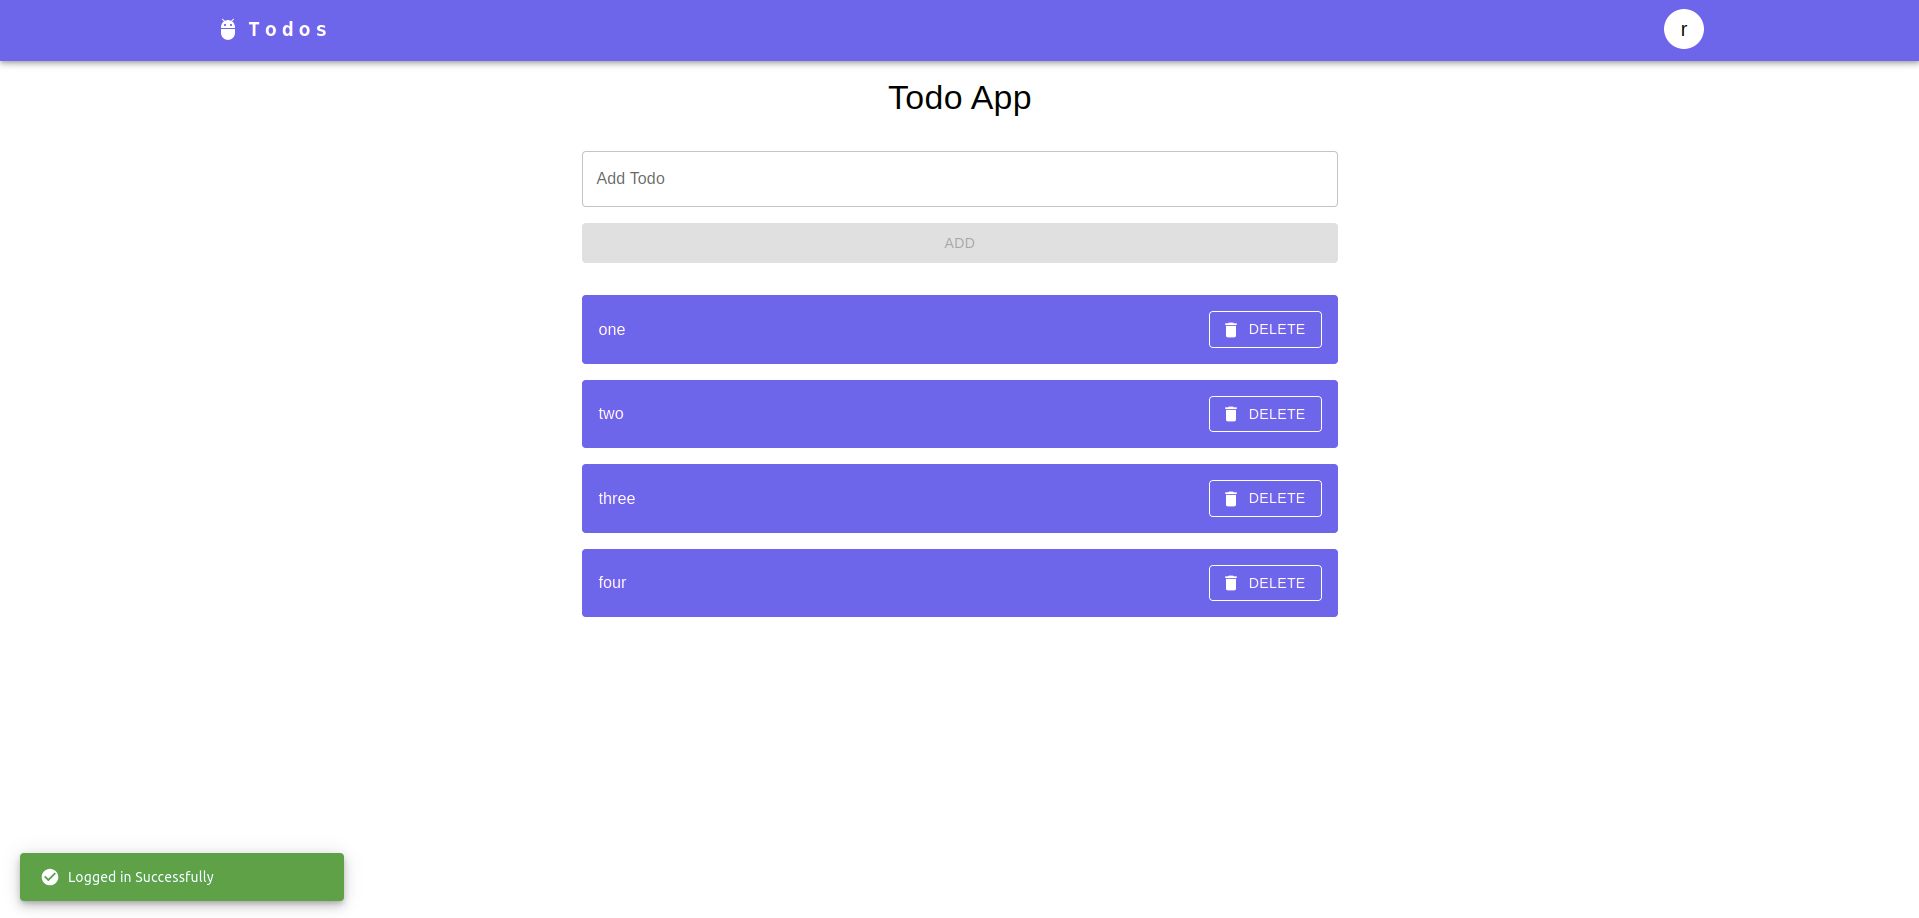 Todos
r
Todo App
Add Todo
ADD
one
DELETE
two
DELETE
three
DELETE
four
DELETE
Logged in Successfully